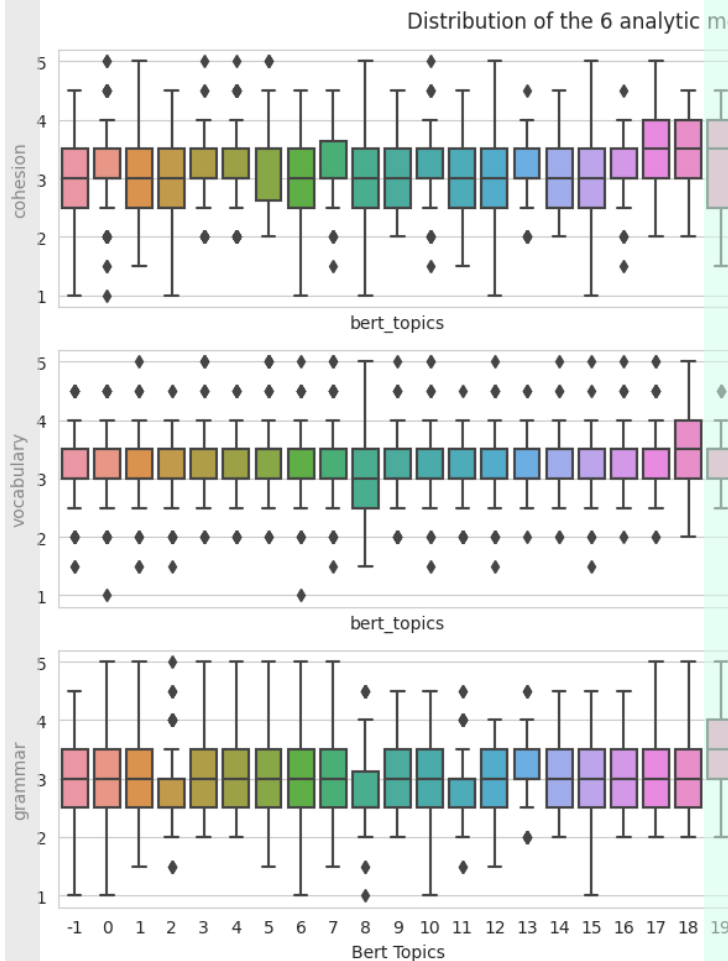 Distribution of the 6 analytic m
5
4
3
2
1
cohesion
bert_topics
5
4
3
2
1
vocabulary
bert_topics
5
4
3
2
1
grammar
-1 0 1 2 3 4 5 6 7 8 9 10 11 12 13 14 15 16 17 18 19
Bert Topics